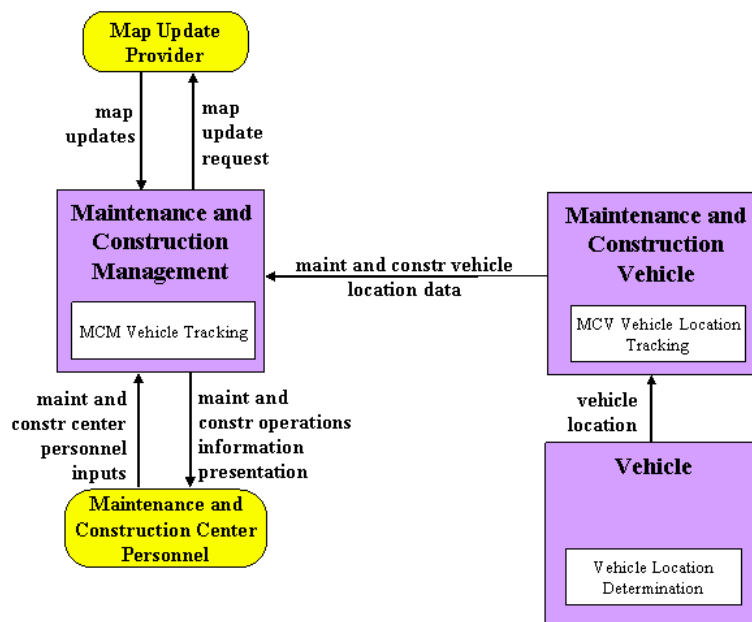 Map Update
Provider
map
updates
map
update
request
Maintenance and
Construction
Management
MCM Vehicle Tracking
maint and constr vehicle
location data
Maintenance and
Construction
Vehicle
MCV Vehicle Location
Tracking
maint and
constr center
personnel
inputs
maint and
constr operations
information
presentation
vehicle
location
Maintenance and
Construction Center
Personnel
Vehicle
Vehicle Location
Determination